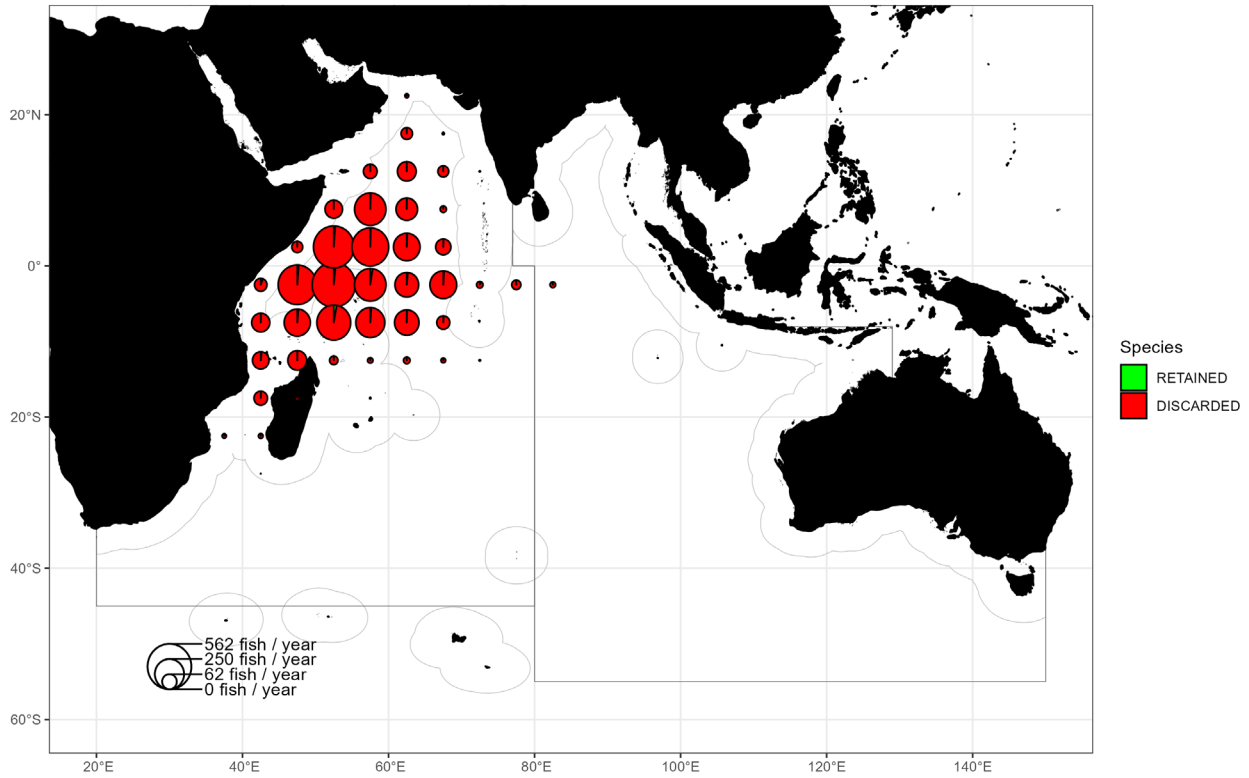 20°N
0°
20°S
40°S
60°S
20°E
40°E
60°E
80°E
100°E
120°E
140°E
562 fish / year
250 fish / year
62 fish / year
0 fish / year
Species
RETAINED
DISCARDED